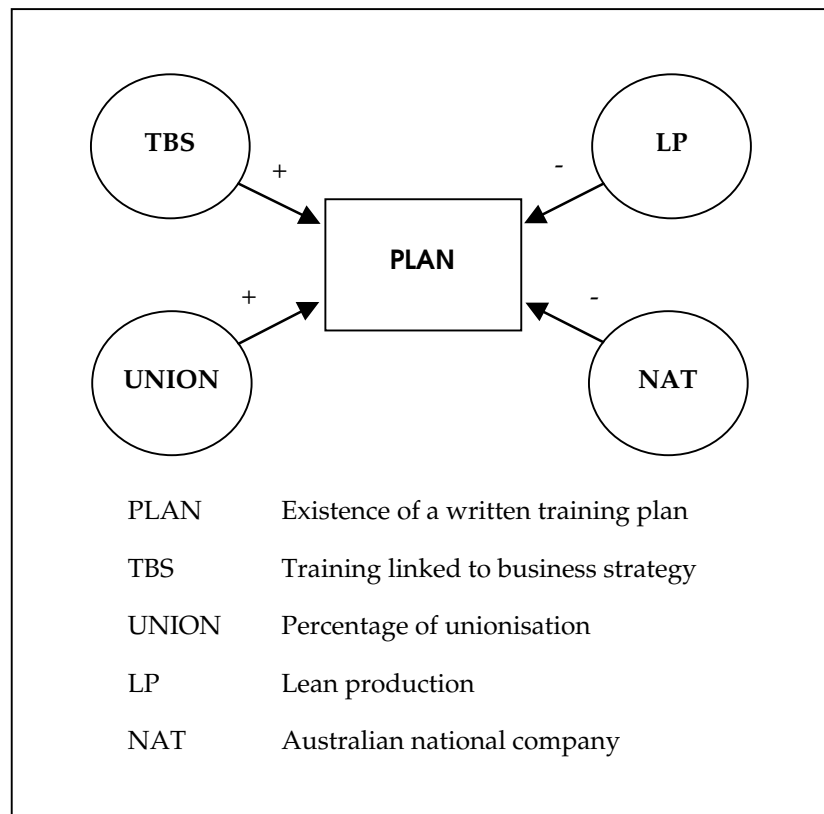 TBS
LP
+
-
PLAN
+
-
UNION
NAT
PLAN Existence of a written training plan
TBS Training linked to business strategy
UNION Percentage of unionisation
LP Lean production
NAT Australian national company